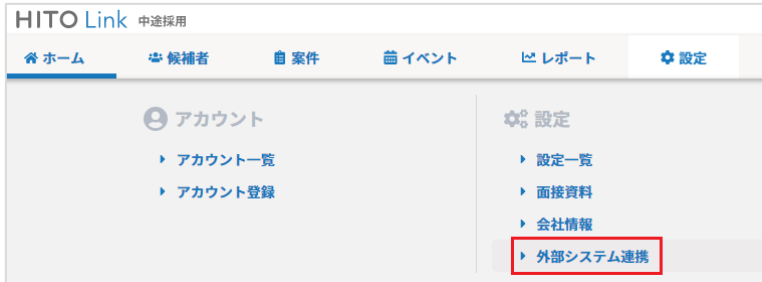 HITO Link 中途採用
ホーム 候補者 案件 イベント レポート 設定
アカウント
アカウント一覧
アカウント登録
設定
設定一覧
面接資料
会社情報
外部システム連携